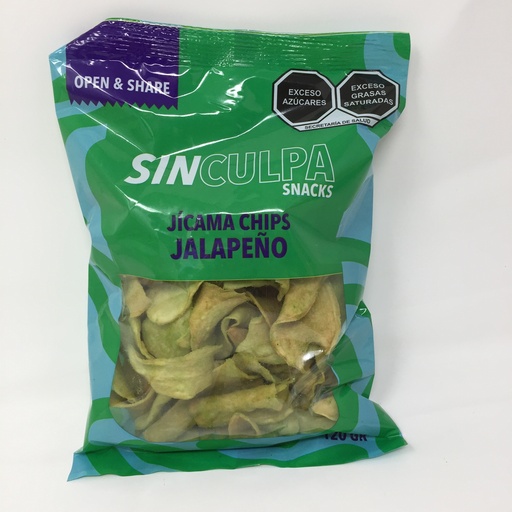 OPEN & SHARE
EXCESO
AZÚCARES
EXCESO
GRASAS
SATURADAS
SECRETARÍA DE SALUD
SINCULPA
SNACKS
JÍCAMA CHIPS
JALAPEÑO
120 GR